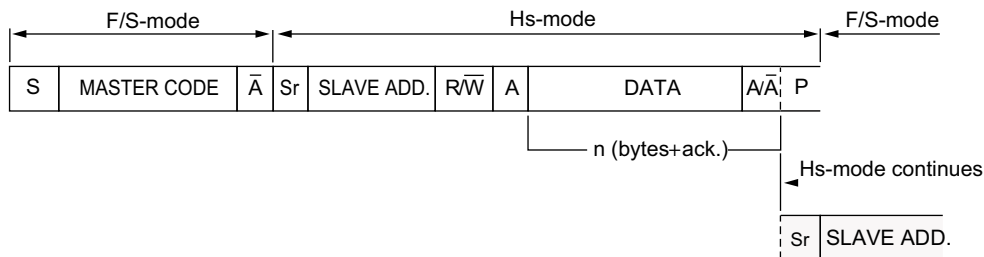 F/S-mode Hs-mode F/S-mode
S MASTER CODE A̅ Sr SLAVE ADD. R/W̅ A DATA A/A̅ P
n (bytes+ack.)
Hs-mode continues
Sr SLAVE ADD.